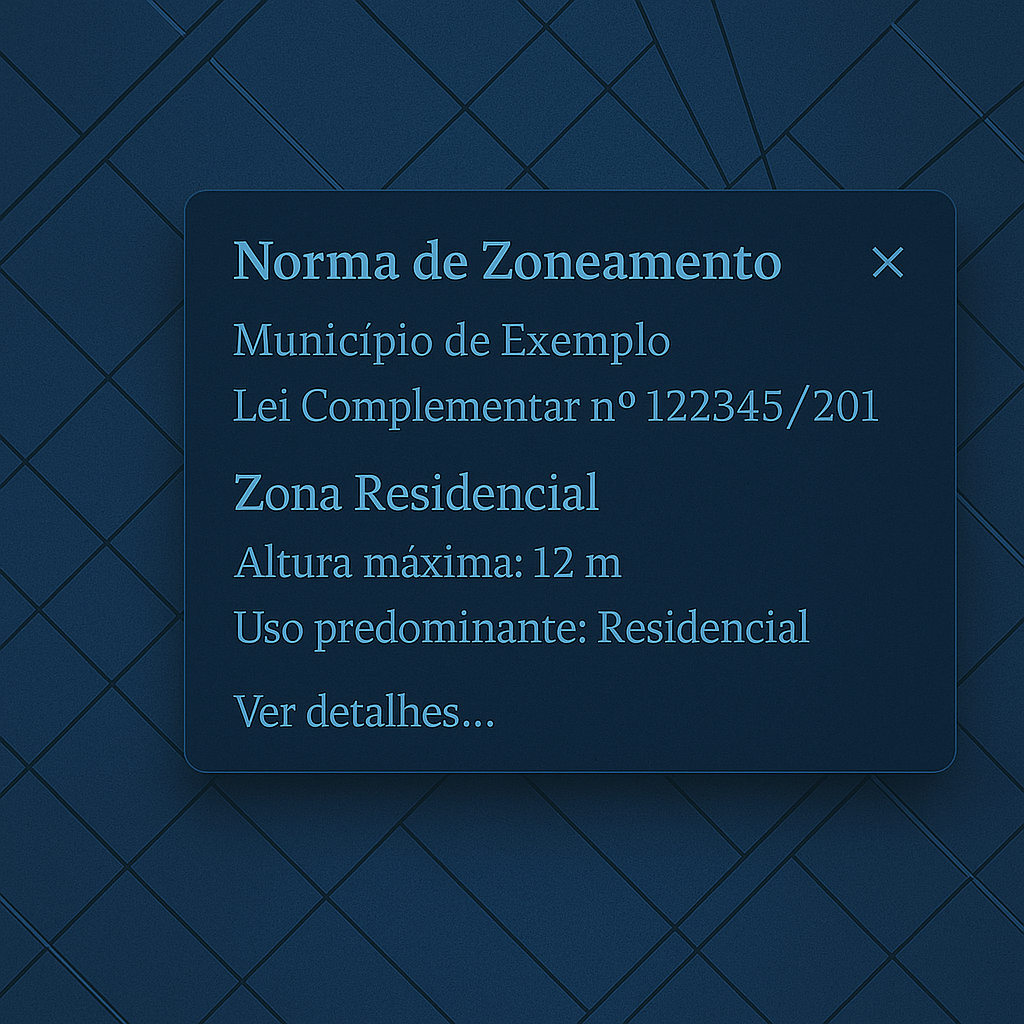 Norma de Zoneamento
Município de Exemplo
Lei Complementar nº 122345/201
Zona Residencial
Altura máxima: 12 m
Uso predominante: Residencial
Ver detalhes...